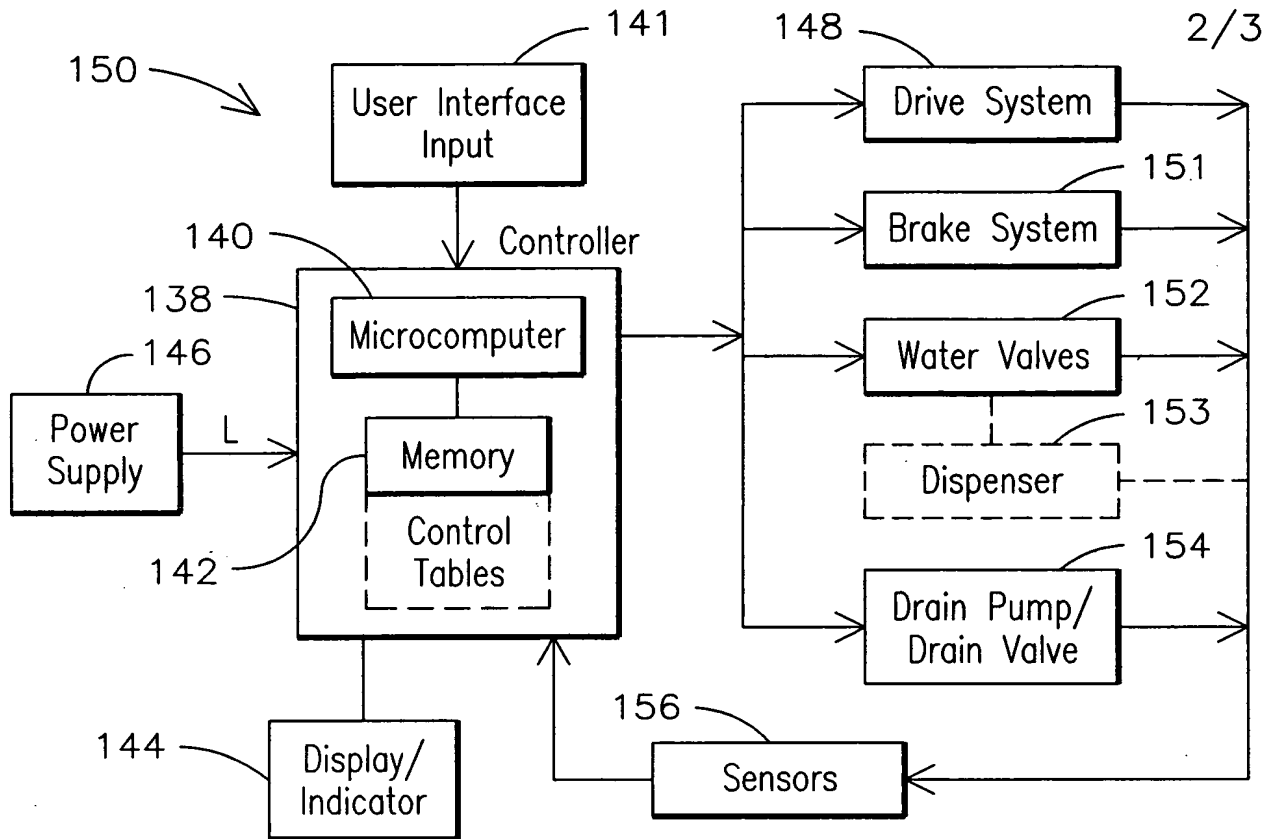 2/3
150
141
User Interface
Input
148
Drive System
151
Brake System
140
Controller
138
Microcomputer
152
Water Valves
146
Power
Supply
L
Memory
142
Control
Tables
153
Dispenser
154
Drain Pump/
Drain Valve
144
Display/
Indicator
156
Sensors